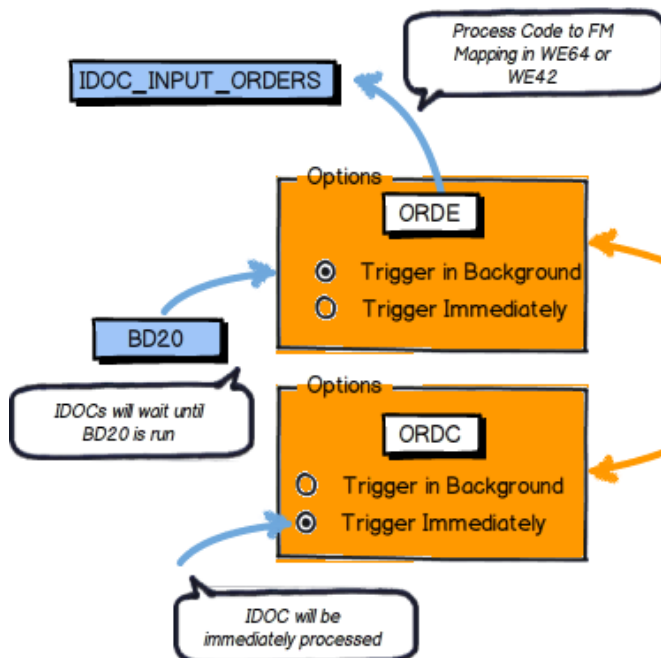 Process Code to FM
Mapping in WE64 or
WE42
IDOC_INPUT_ORDERS
Options
ORDE
Trigger in Background
Trigger Immediately
BD20
IDOCs will wait until
BD20 is run
Options
ORDC
Trigger in Background
Trigger Immediately
IDOC will be
immediately processed